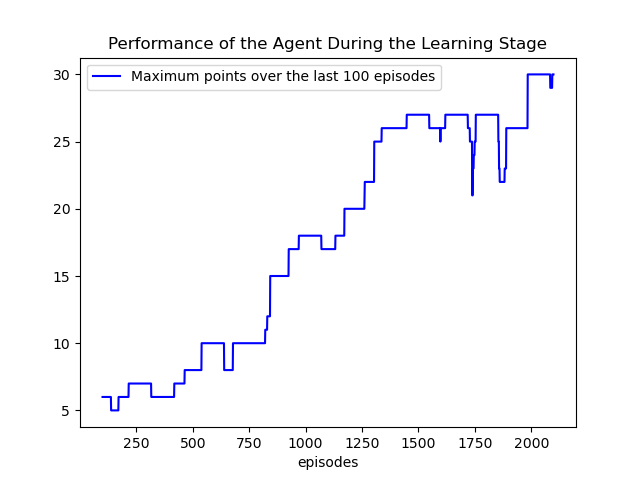 Performance of the Agent During the Learning Stage
Maximum points over the last 100 episodes
30
25
20
15
10
5
250 500 750 1000 1250 1500 1750 2000
episodes